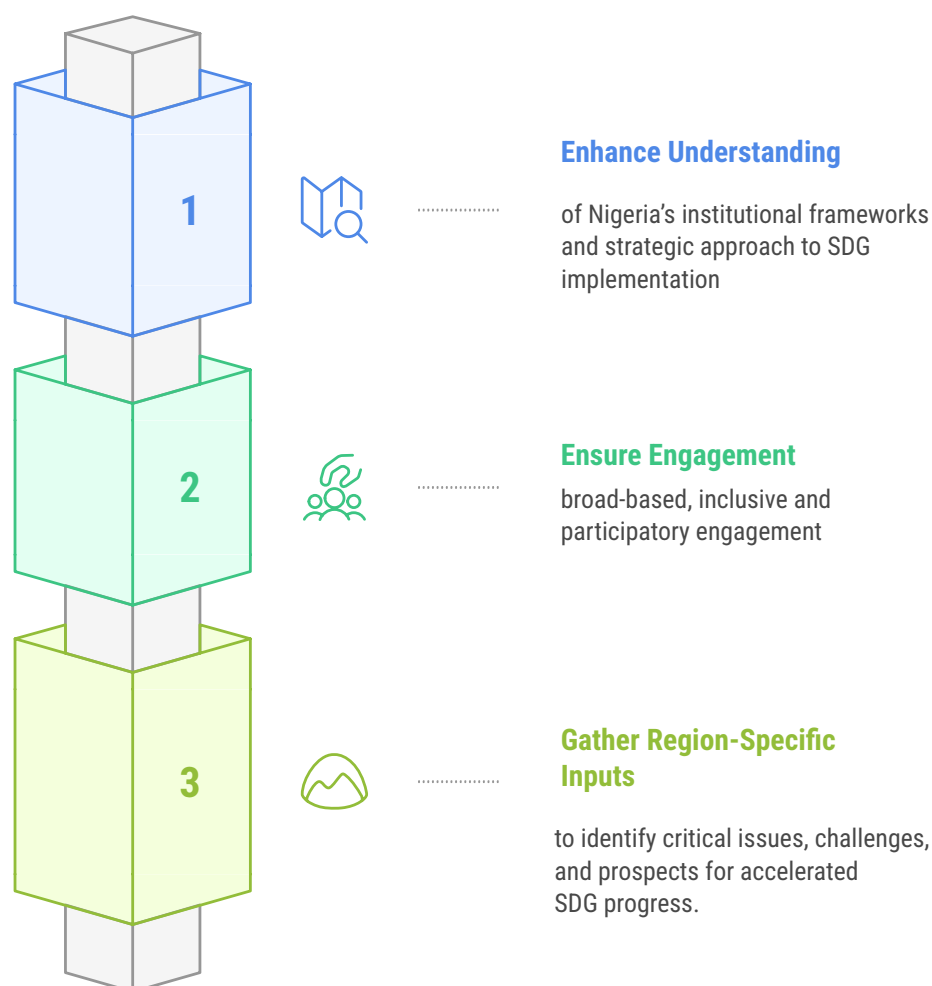 1
Enhance Understanding
of Nigeria’s institutional frameworks
and strategic approach to SDG
implementation
2
Ensure Engagement
broad-based, inclusive and
participatory engagement
3
Gather Region-Specific
Inputs
to identify critical issues, challenges,
and prospects for accelerated
SDG progress.